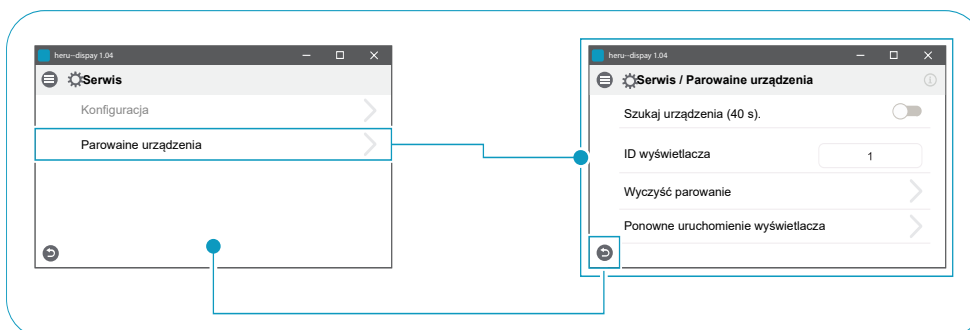 heru--dispay 1.04
Serwis
Konfiguracja
Parowaine urządzenia
heru--dispay 1.04
Serwis / Parowaine urządzenia
Szukaj urządzenia (40 s).
ID wyświetlacza 1
Wyczyść parowanie
Ponowne uruchomienie wyświetlacza